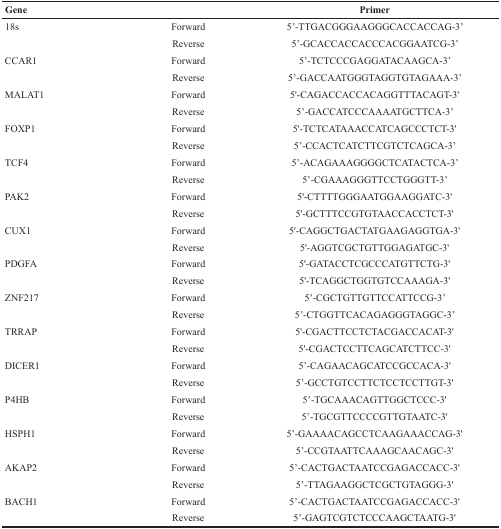 Gene Primer
18s Forward 5’-TTGACGGGAAGGGCACCACCAG-3’
Reverse 5’-GCACCACCACCCACGGAATCG-3’
CCAR1 Forward 5’-TCTCCCGAGGATACAAGCA-3’
Reverse 5’-GACCAATGGGTAGGTGTAGAAA-3’
MALAT1 Forward 5'-CAGACCACCACAGGTTTACAGT-3'
Reverse 5’-GACCATCCCAAAATGCTTCA-3’
FOXP1 Forward 5'-TCTCATAAACCATCAGCCCTCT-3'
Reverse 5’-CCACTCATCTTCGTCTCAGCA-3’
TCF4 Forward 5’-ACAGAAAGGGGCTCATACTCA-3’
Reverse 5’-CGAAAGGGTTCCTGGGTT-3’
PAK2 Forward 5'-CTTTTGGGAATGGAAGGATC-3'
Reverse 5'-GCTTTCCGTGTAACCACCTCT-3'
CUX1 Forward 5'-CAGGCTGACTATGAAGAGGTGA-3'
Reverse 5'-AGGTCGCTGTTGGAGATGC-3'
PDGFA Forward 5'-GATACCTCGCCCATGTTCTG-3'
Reverse 5'-TCAGGCTGGTGTCCAAAGA-3'
ZNF217 Forward 5’-CGCTGTTGTTCCATTCCG-3’
Reverse 5’-CTGGTTCACAGAGGGTAGGC-3’
TRRAP Forward 5'-CGACTTCCTCTACGACCACAT-3'
Reverse 5'-CGACTCCTTCAGCATCTTCC-3'
DICER1 Forward 5’-CAGAACAGCATCCGCCACA-3'
Reverse 5’-GCCTGTCCTTCTCCTCCTTGT-3'
P4HB Forward 5’-TGCAAACAGTTGGCTCCC-3'
Reverse 5’-TGCGTTCCCCGTTGTAATC-3'
HSPH1 Forward 5’-GAAAACAGCCTCAAGAAACCAG-3'
Reverse 5’-CCGTAATTCAAAGCAACAGC-3'
AKAP2 Forward 5’-CACTGACTAATCCGAGACCACC-3'
Reverse 5’-TTAGAAGGCTCGCTGTAGGG-3'
BACH1 Forward 5’-CACTGACTAATCCGAGACCACC-3'
Reverse 5’-GAGTCGTCTCCCAAGCTAATG-3'